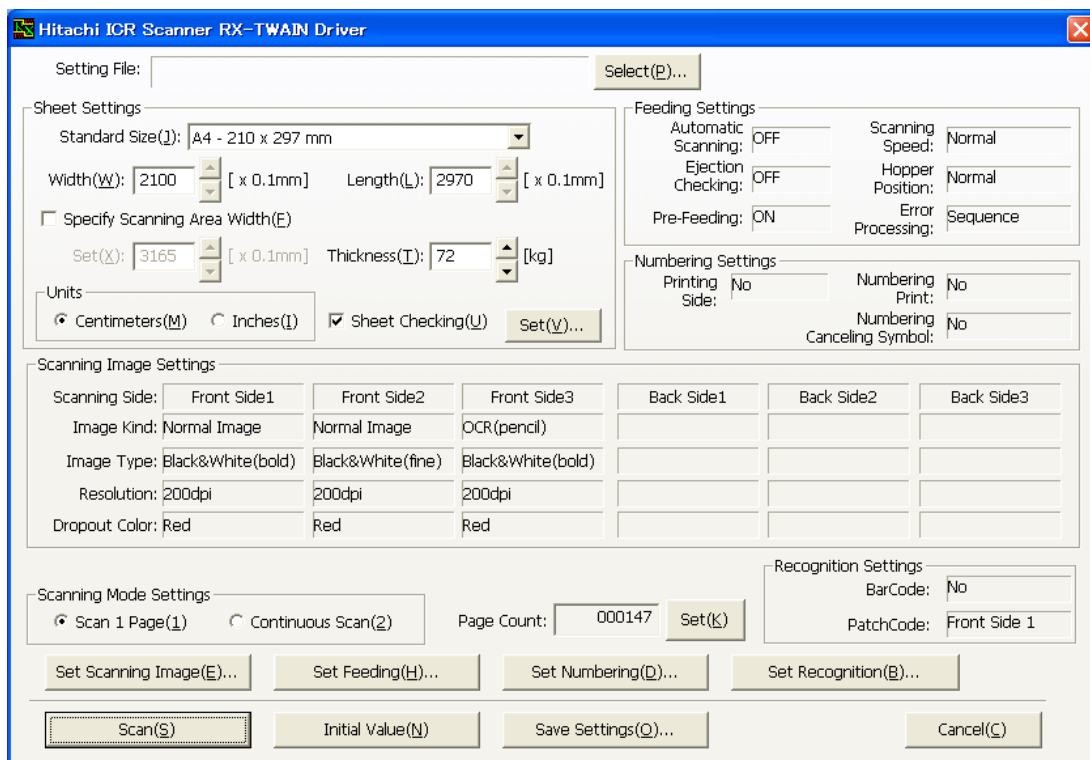 Hitachi ICR Scanner RX-TWAIN Driver
Setting File: Select(P)...
Sheet Settings
Standard Size(J): A4 - 210 x 297 mm
Width(W): 2100 [ x 0.1mm] Length(L): 2970 [ x 0.1mm]
Specify Scanning Area Width(F)
Set(X): 3165 [ x 0.1mm] Thickness(T): 72 [kg]
Units
Centimeters(M) Inches(I) Sheet Checking(U) Set(V)...
Feeding Settings
Automatic Scanning: OFF Scanning Speed: Normal
Ejection Checking: OFF Hopper Position: Normal
Pre-Feeding: ON Error Processing: Sequence
Numbering Settings
Printing Side: No Numbering Print: No
Numbering Canceling Symbol: No
Scanning Image Settings
Scanning Side: Front Side1 Front Side2 Front Side3 Back Side1 Back Side2 Back Side3
Image Kind: Normal Image Normal Image OCR(pencil)
Image Type: Black&White(bold) Black&White(fine) Black&White(bold)
Resolution: 200dpi 200dpi 200dpi
Dropout Color: Red Red Red
Scanning Mode Settings
Scan 1 Page(1) Continuous Scan(2) Page Count: 000147 Set(K)
Recognition Settings
BarCode: No
PatchCode: Front Side 1
Set Scanning Image(E)... Set Feeding(H)... Set Numbering(D)... Set Recognition(B)...
Scan(S) Initial Value(N) Save Settings(O)... Cancel(C)